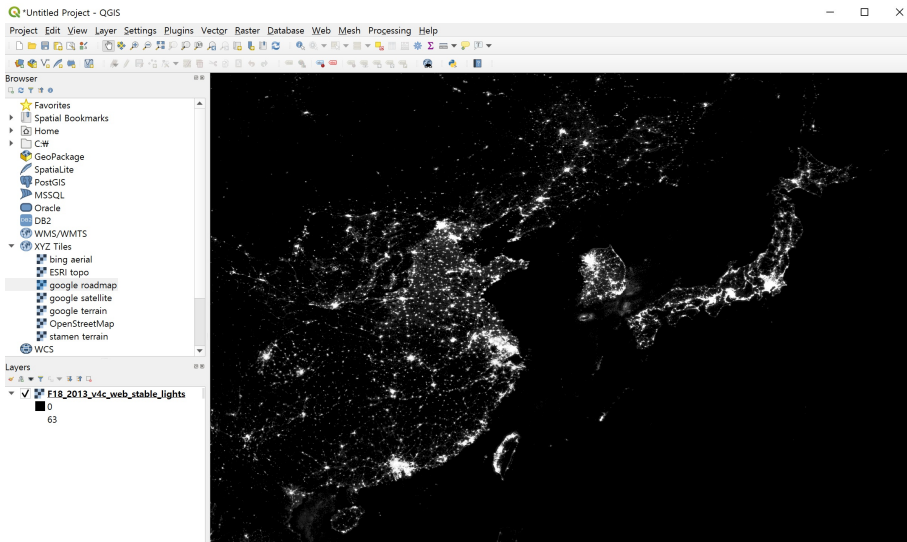 *Untitled Project - QGIS
Project Edit View Layer Settings Plugins Vector Raster Database Web Mesh Processing Help
Browser
Favorites
Spatial Bookmarks
Home
C:₩
GeoPackage
SpatiaLite
PostGIS
MSSQL
Oracle
DB2
DB2
WMS/WMTS
XYZ Tiles
bing aerial
ESRI topo
google roadmap
google satellite
google terrain
OpenStreetMap
stamen terrain
WCS
Layers
F18_2013_v4c_web_stable_lights
0
63